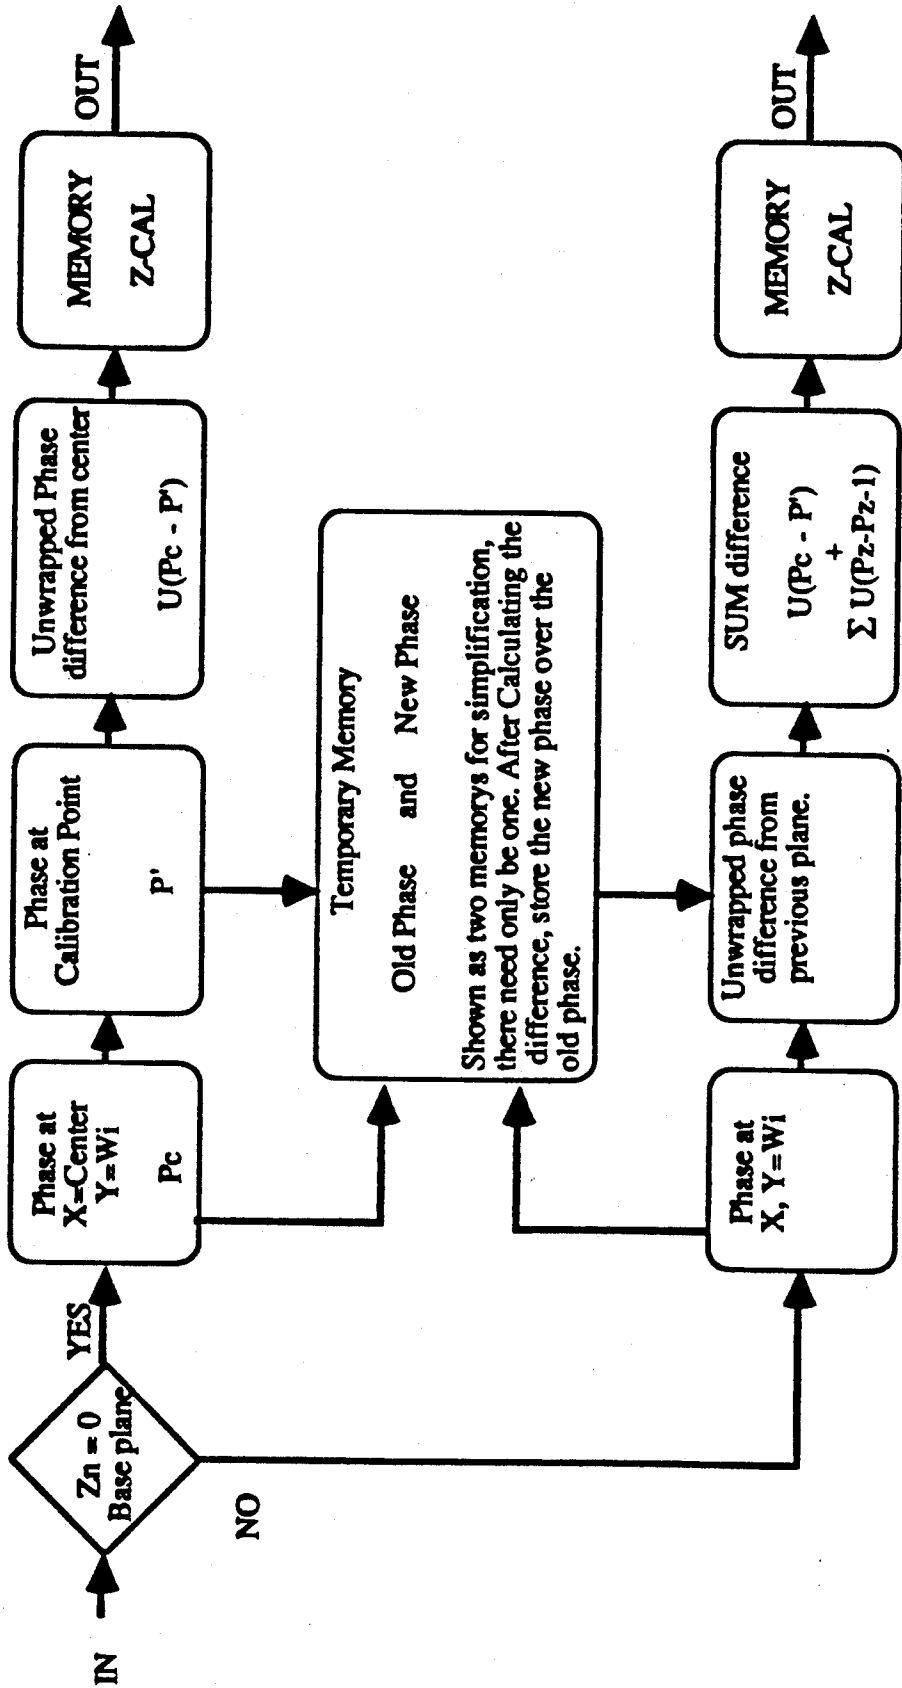 IN
Zn = 0
Base plane
YES
NO
Phase at
X=Center
Y=Wi
Pc
Phase at
Calibration Point
P'
Unwrapped Phase
difference from center
U(Pc - P')
MEMORY
Z-CAL
OUT
Temporary Memory
Old Phase and New Phase
Shown as two memorys for simplification,
there need only be one. After Calculating the
difference, store the new phase over the
old phase.
Phase at
X, Y=Wi
Unwrapped phase
difference from
previous plane.
SUM difference
U(Pc - P')
+
Σ U(Pz-Pz-1)
MEMORY
Z-CAL
OUT